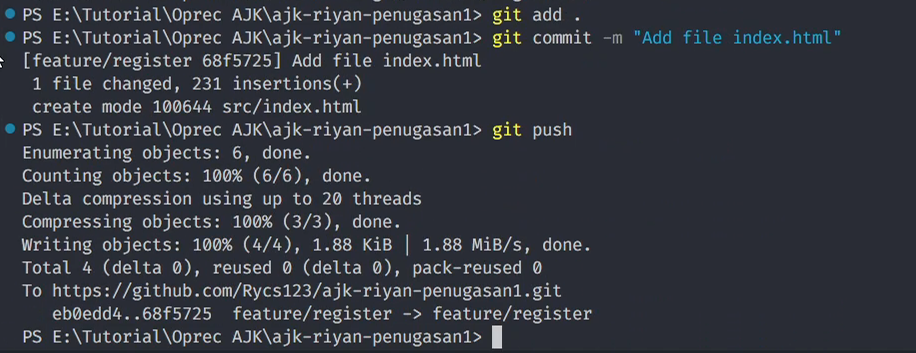 PS E:\Tutorial\Oprec AJK\ajk-riyan-penugasan1> git add .
PS E:\Tutorial\Oprec AJK\ajk-riyan-penugasan1> git commit -m "Add file index.html"
[feature/register 68f5725] Add file index.html
1 file changed, 231 insertions(+)
create mode 100644 src/index.html
PS E:\Tutorial\Oprec AJK\ajk-riyan-penugasan1> git push
Enumerating objects: 6, done.
Counting objects: 100% (6/6), done.
Delta compression using up to 20 threads
Compressing objects: 100% (3/3), done.
Writing objects: 100% (4/4), 1.88 KiB | 1.88 MiB/s, done.
Total 4 (delta 0), reused 0 (delta 0), pack-reused 0
To https://github.com/Rycs123/ajk-riyan-penugasan1.git
eb0edd4..68f5725  feature/register -> feature/register
PS E:\Tutorial\Oprec AJK\ajk-riyan-penugasan1>